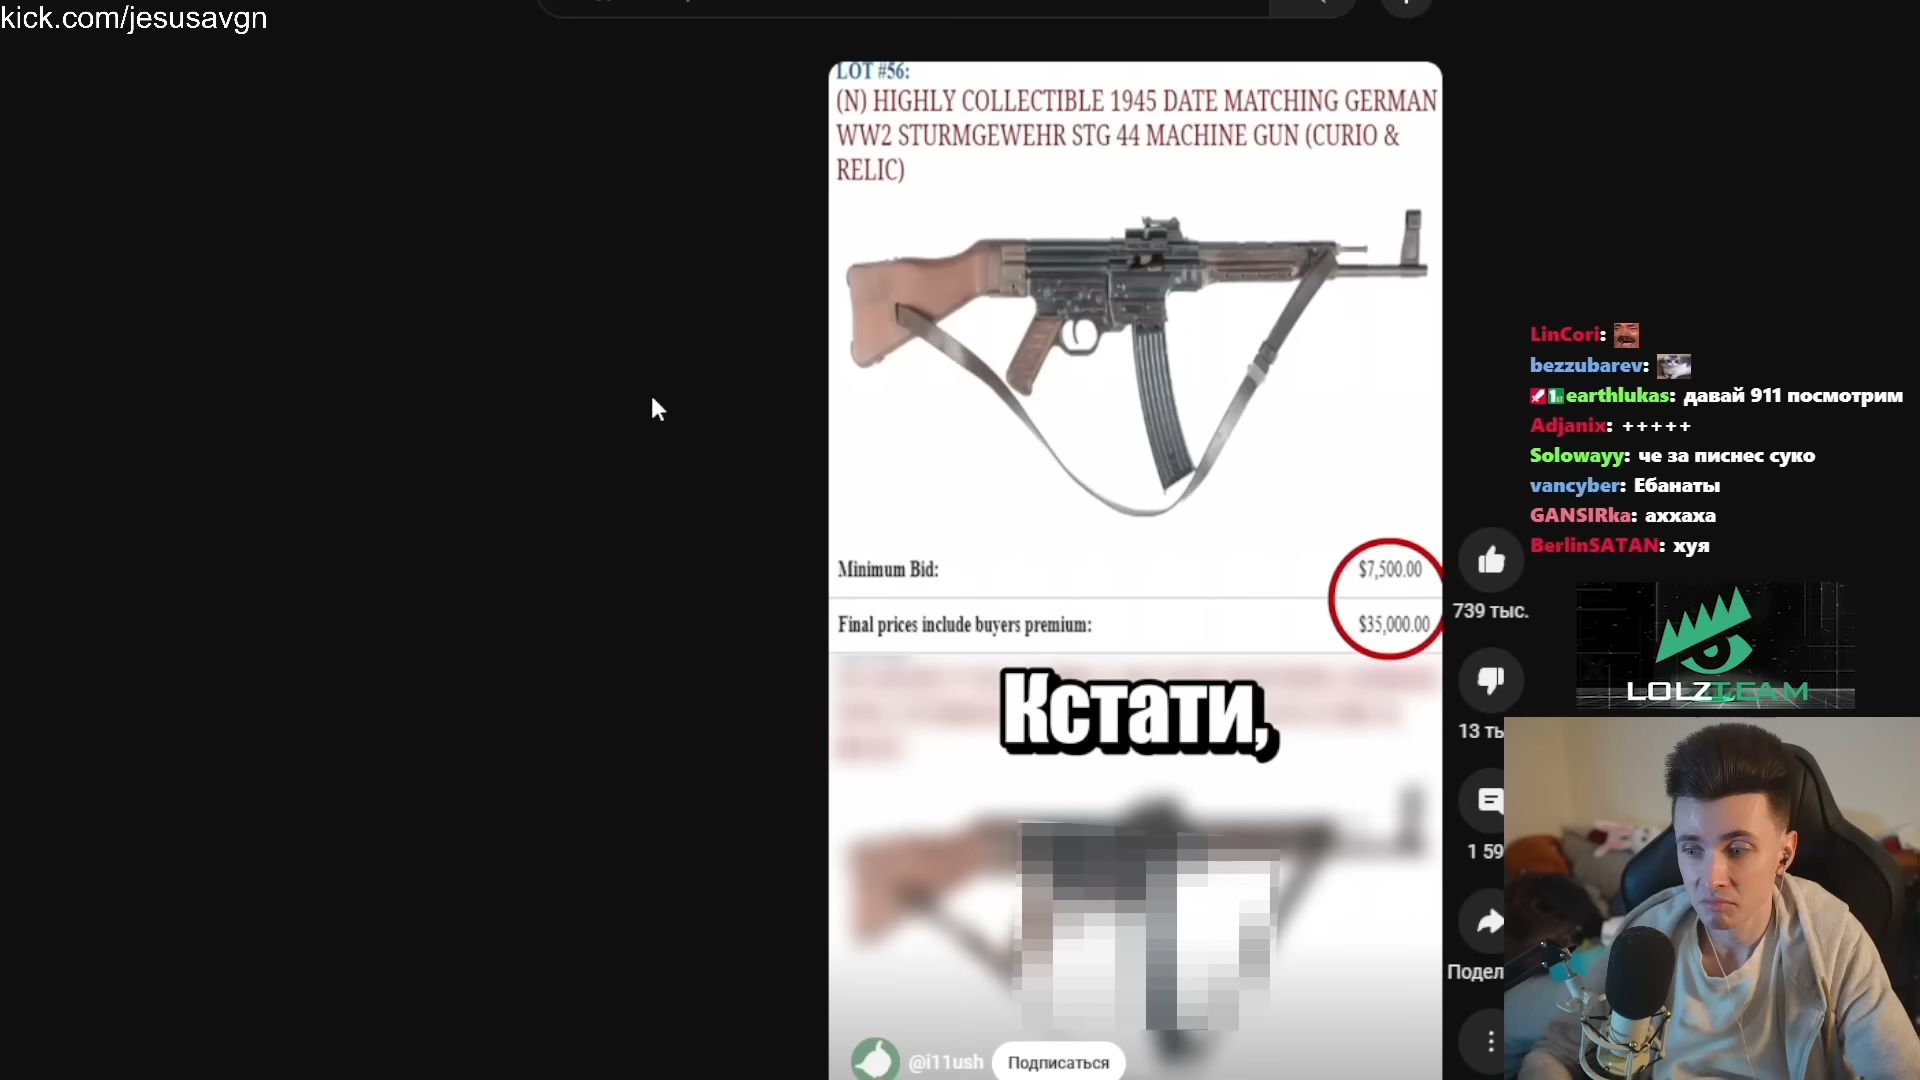 kick.com/jesusavgn
LOT #56:
(N) HIGHLY COLLECTIBLE 1945 DATE MATCHING GERMAN
WW2 STURMGEWEHR STG 44 MACHINE GUN (CURIO &
RELIC)
Minimum Bid:
$7,500.00
Final prices include buyers premium:
$35,000.00
Кстати,
@i11ush
Подписаться
739 тыс.
13 ты
1 59
Подел
LinCori:
bezzubarev:
earthlukas: давай 911 посмотрим
Adjanix: +++++
Solowayy: че за писнес суко
vancyber: Ебанаты
GANSIRka: аххаха
BerlinSATAN: хуя
LOLZTEAM